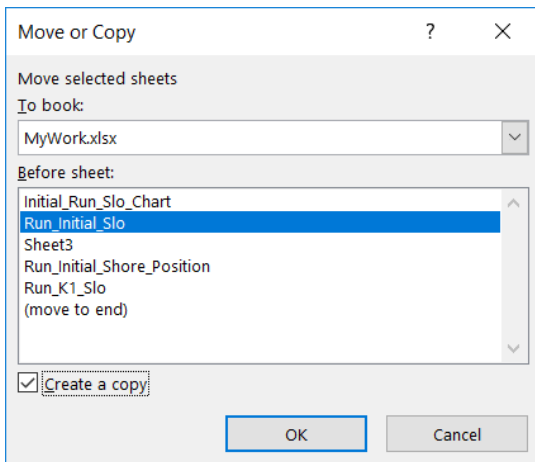 Move or Copy ?
Move selected sheets
To book:
MyWork.xlsx
Before sheet:
Initial_Run_Slo_Chart
Run_Initial_Slo
Sheet3
Run_Initial_Shore_Position
Run_K1_Slo
(move to end)
Create a copy
OK Cancel